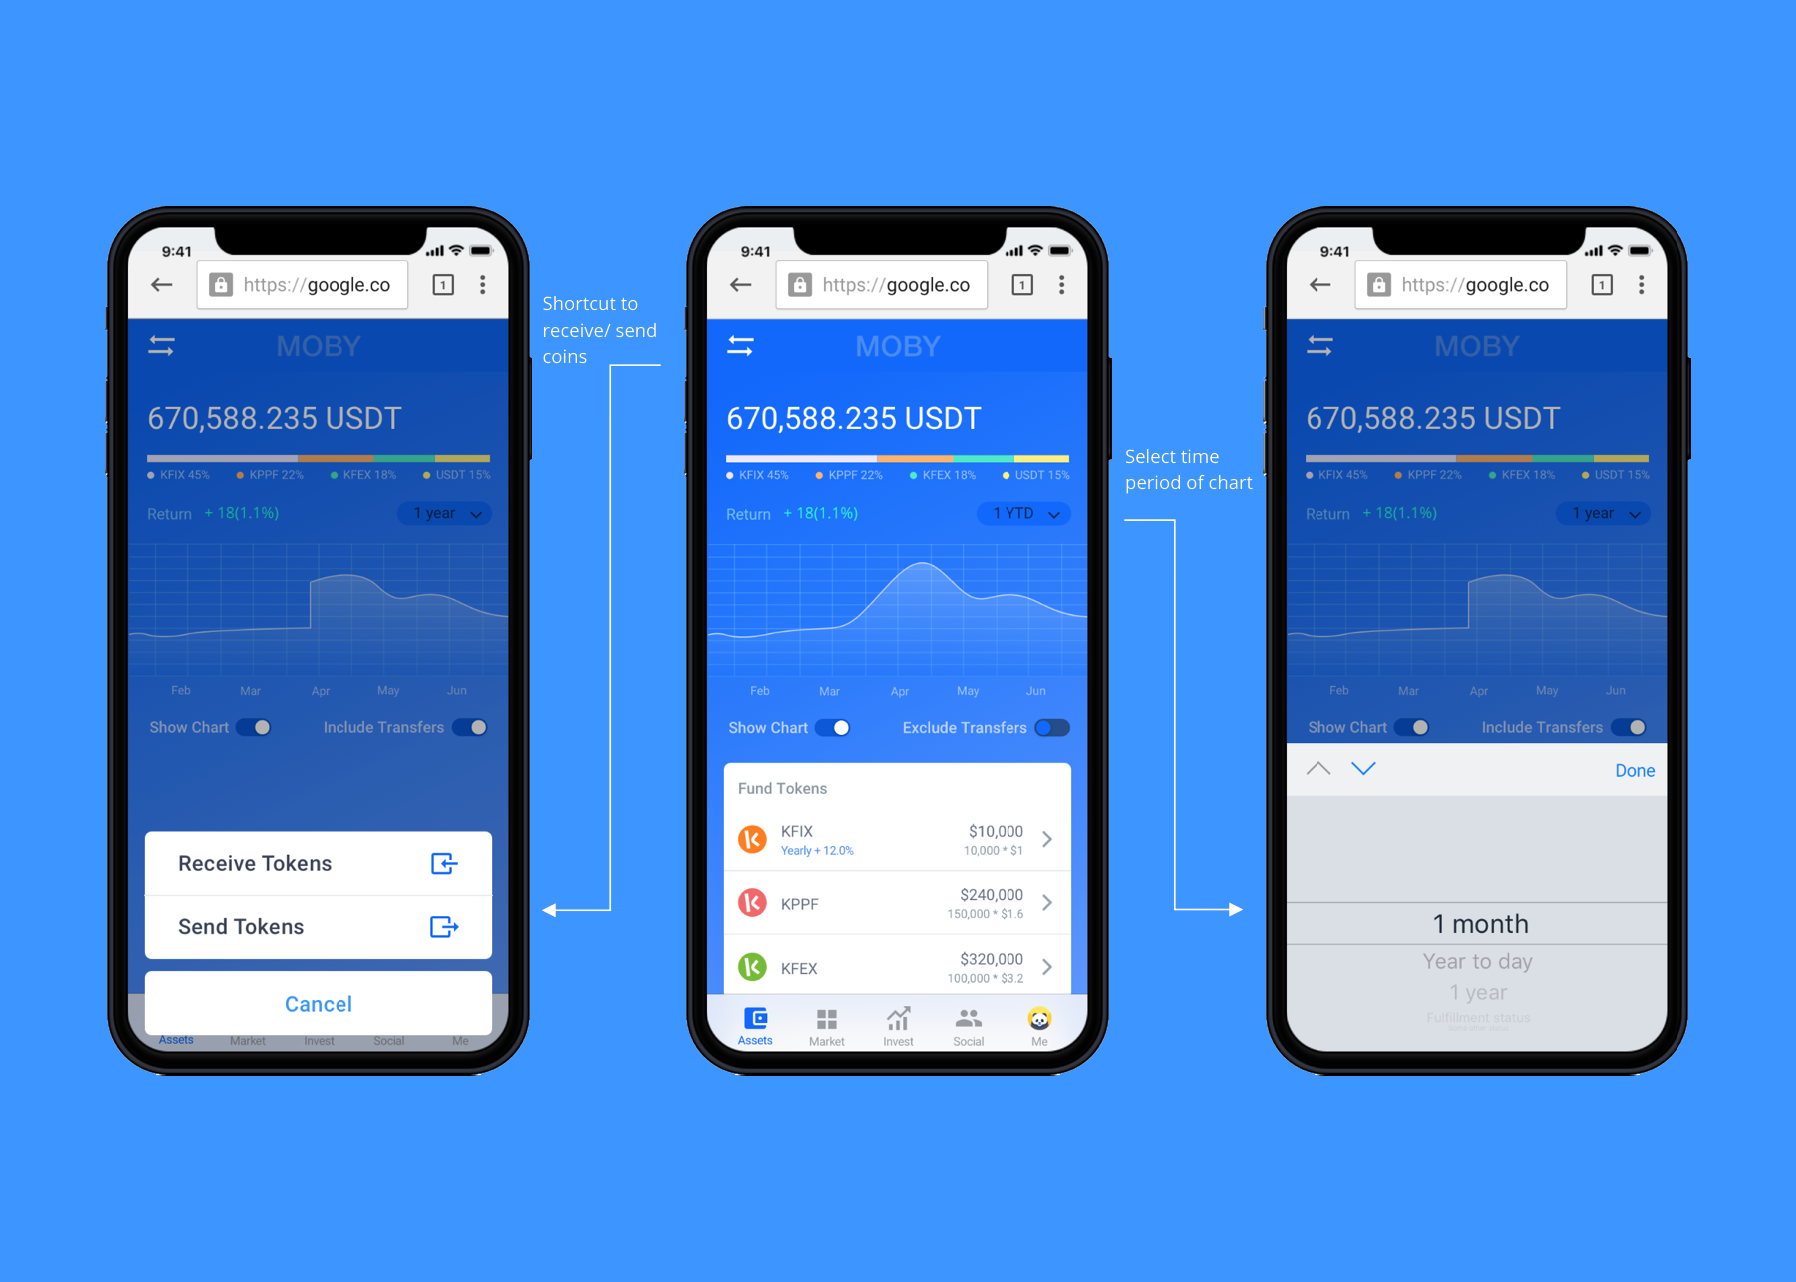 9:41
https://google.co
1
MOBY
670,588.235 USDT
KFIX 45% KPPF 22% KFEX 18% USDT 15%
Return + 18(1.1%) 1 year
Feb Mar Apr May Jun
Show Chart Include Transfers
Receive Tokens
Send Tokens
Cancel
Assets Market Invest Social Me
Shortcut to
receive/ send
coins
9:41
https://google.co
1
MOBY
670,588.235 USDT
KFIX 45% KPPF 22% KFEX 18% USDT 15%
Return + 18(1.1%) 1 YTD
Feb Mar Apr May Jun
Show Chart Exclude Transfers
Fund Tokens
KFIX $10,000
Yearly + 12.0% 10,000 * $1
KPPF $240,000
150,000 * $1.6
KFEX $320,000
100,000 * $3.2
Assets Market Invest Social Me
Select time
period of chart
9:41
https://google.co
1
MOBY
670,588.235 USDT
KFIX 45% KPPF 22% KFEX 18% USDT 15%
Return + 18(1.1%) 1 year
Feb Mar Apr May Jun
Show Chart Include Transfers
Done
1 month
Year to day
1 year
Fulfillment status